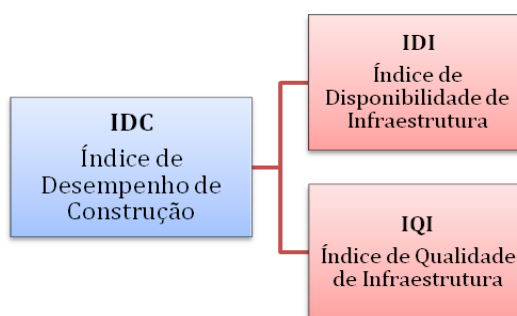 IDC
Índice de
Desempenho de
Construção
IDI
Índice de
Disponibilidade de
Infraestrutura
IQI
Índice de Qualidade
de Infraestrutura